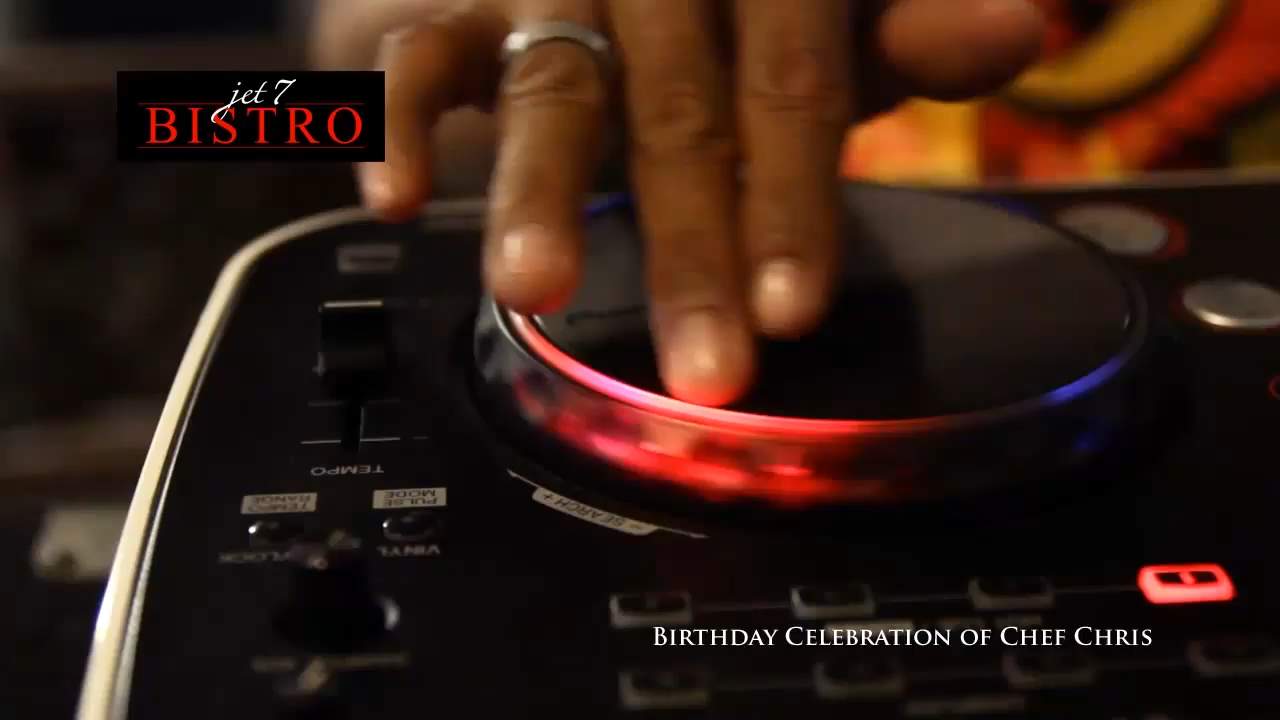 jet 7
BISTRO
TEMPO
TEMPO
RANGE
PULSE
MODE
VINYL
– SEARCH +
BIRTHDAY CELEBRATION OF CHEF CHRIS